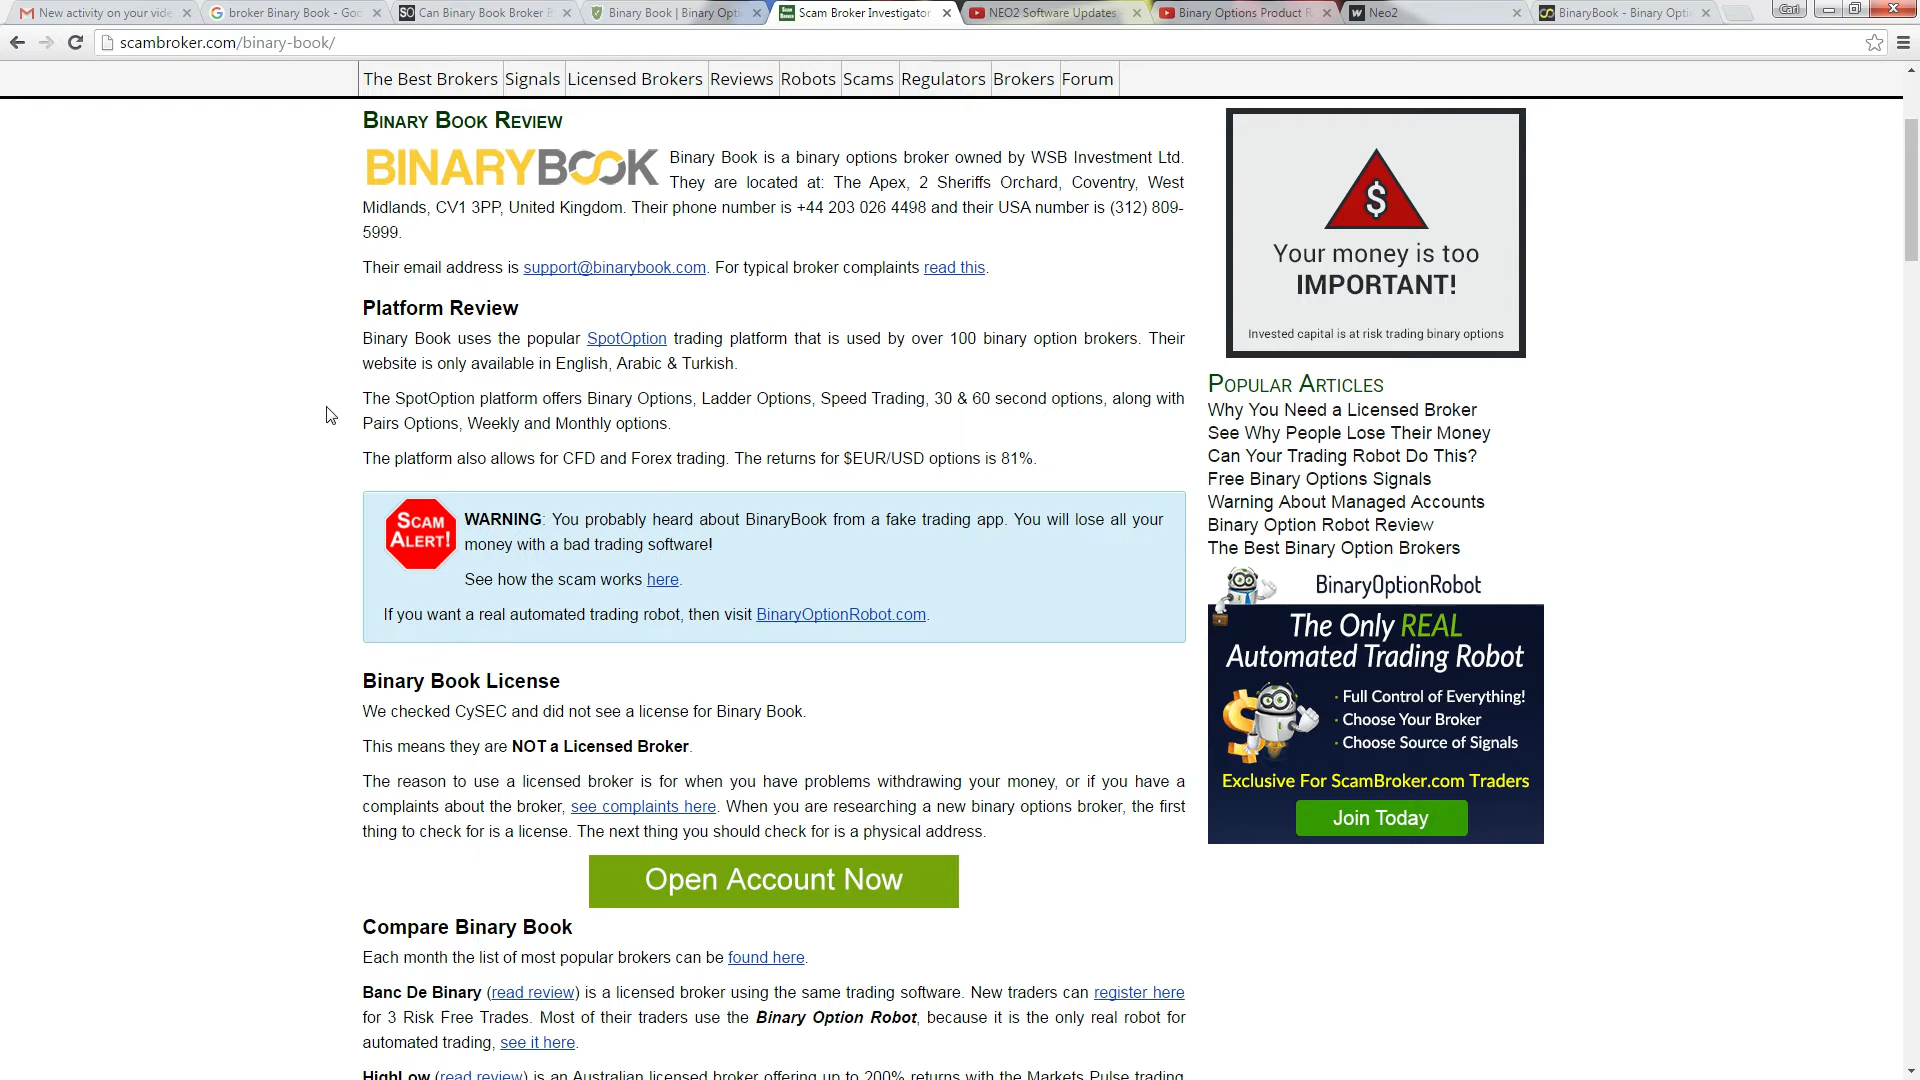 New activity on your vide
broker Binary Book - Goo
Can Binary Book Broker B
Binary Book | Binary Opti
Scam Broker Investigator
NEO2 Software Updates
Binary Options Product R
Neo2
BinaryBook - Binary Opti
Carl
scambroker.com/binary-book/
The Best Brokers
Signals
Licensed Brokers
Reviews
Robots
Scams
Regulators
Brokers
Forum
Binary Book Review
BINARYBOOK
Binary Book is a binary options broker owned by WSB Investment Ltd.
They are located at: The Apex, 2 Sheriffs Orchard, Coventry, West
Midlands, CV1 3PP, United Kingdom. Their phone number is +44 203 026 4498 and their USA number is (312) 809-
5999.
Their email address is support@binarybook.com. For typical broker complaints read this.
Platform Review
Binary Book uses the popular SpotOption trading platform that is used by over 100 binary option brokers. Their
website is only available in English, Arabic & Turkish.
The SpotOption platform offers Binary Options, Ladder Options, Speed Trading, 30 & 60 second options, along with
Pairs Options, Weekly and Monthly options.
The platform also allows for CFD and Forex trading. The returns for $EUR/USD options is 81%.
SCAM
ALERT!
WARNING: You probably heard about BinaryBook from a fake trading app. You will lose all your
money with a bad trading software!
See how the scam works here.
If you want a real automated trading robot, then visit BinaryOptionRobot.com.
Binary Book License
We checked CySEC and did not see a license for Binary Book.
This means they are NOT a Licensed Broker.
The reason to use a licensed broker is for when you have problems withdrawing your money, or if you have a
complaints about the broker, see complaints here. When you are researching a new binary options broker, the first
thing to check for is a license. The next thing you should check for is a physical address.
Open Account Now
Compare Binary Book
Each month the list of most popular brokers can be found here.
Banc De Binary (read review) is a licensed broker using the same trading software. New traders can register here
for 3 Risk Free Trades. Most of their traders use the Binary Option Robot, because it is the only real robot for
automated trading, see it here.
HighLow (read review) is an Australian licensed broker offering up to 200% returns with the Markets Pulse trading
$
Your money is too
IMPORTANT!
Invested capital is at risk trading binary options
Popular Articles
Why You Need a Licensed Broker
See Why People Lose Their Money
Can Your Trading Robot Do This?
Free Binary Options Signals
Warning About Managed Accounts
Binary Option Robot Review
The Best Binary Option Brokers
BinaryOptionRobot
The Only REAL
Automated Trading Robot
· Full Control of Everything!
· Choose Your Broker
· Choose Source of Signals
Exclusive For ScamBroker.com Traders
Join Today